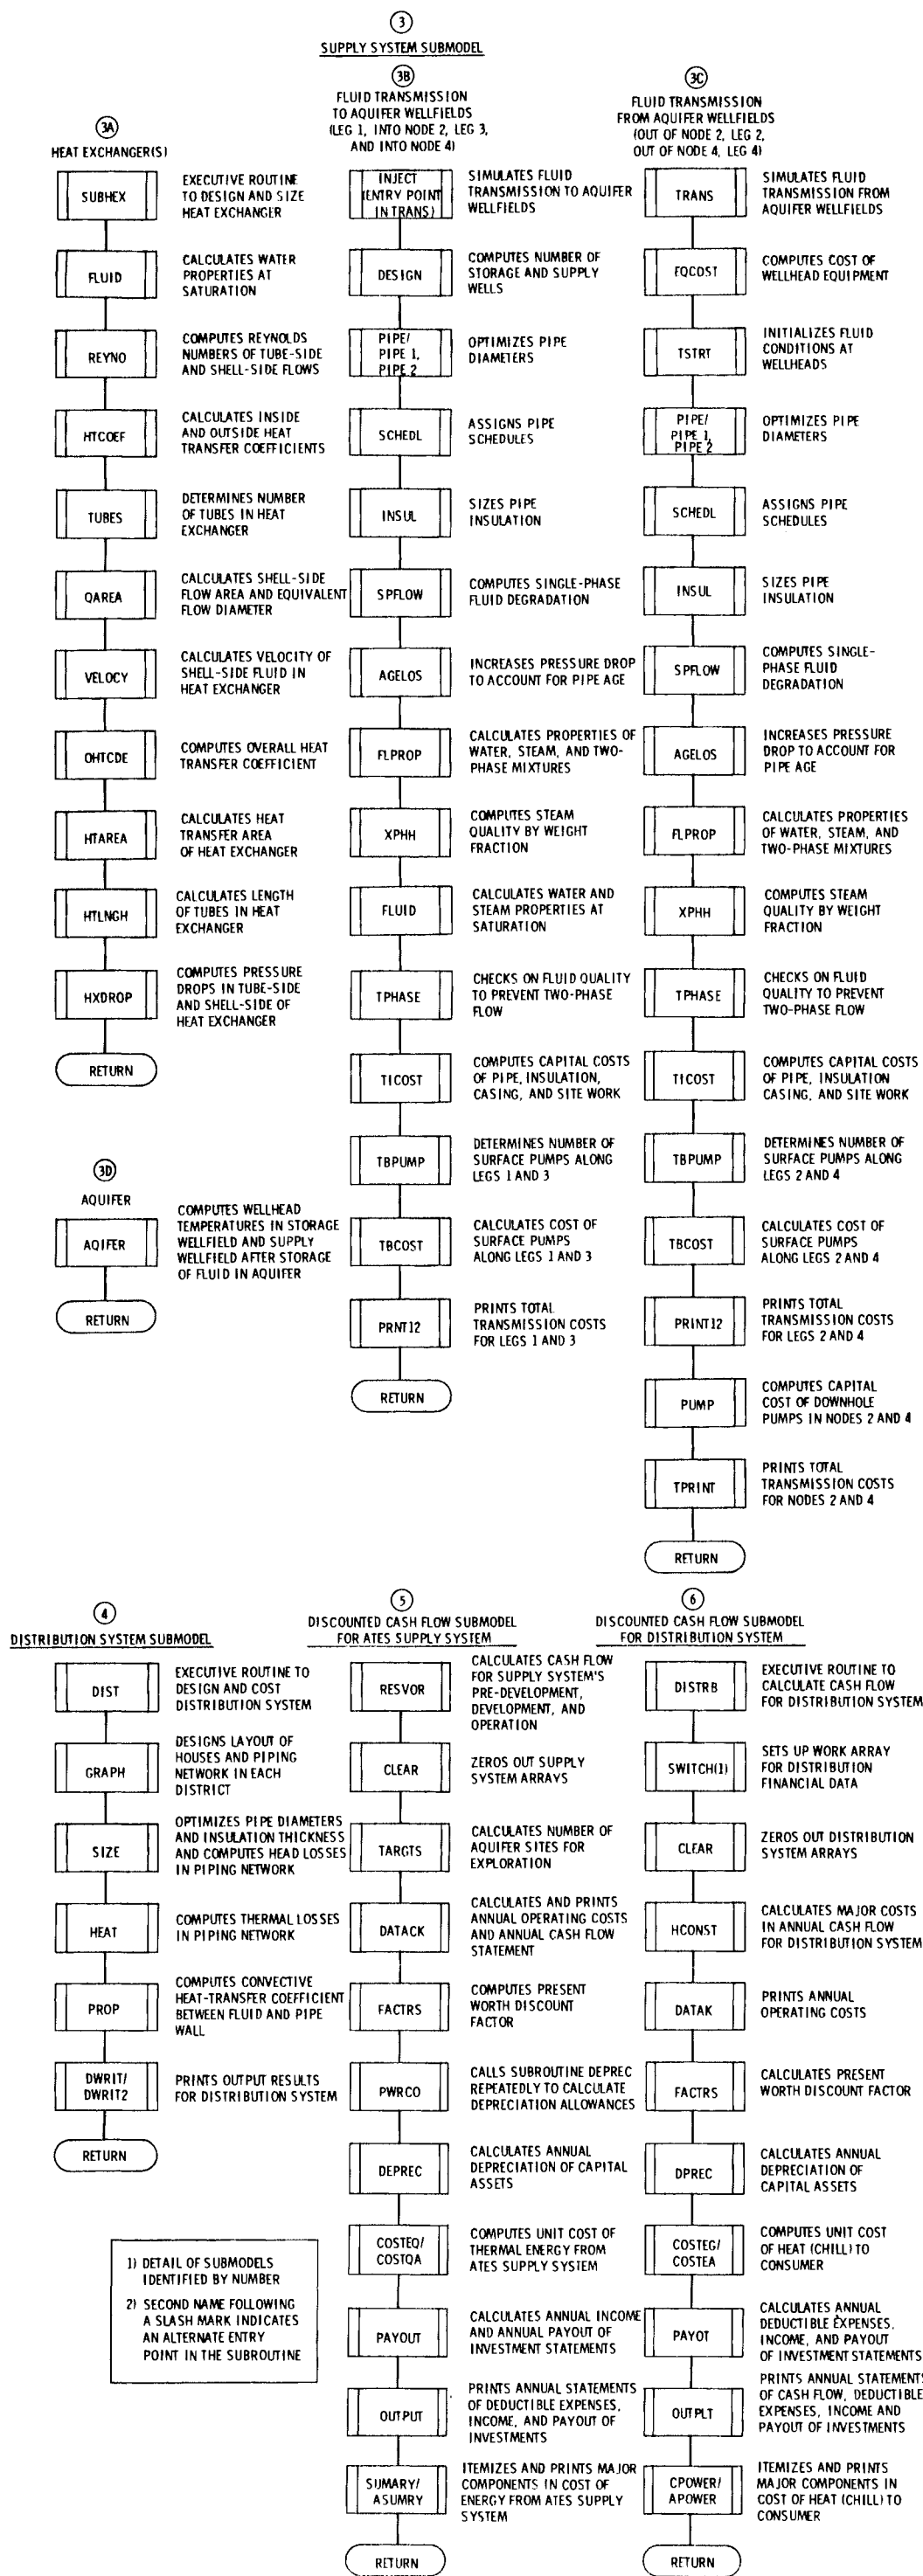 3
SUPPLY SYSTEM SUBMODEL
3A
HEAT EXCHANGER(S)
SUBHEX
EXECUTIVE ROUTINE
TO DESIGN AND SIZE
HEAT EXCHANGER
FLUID
CALCULATES WATER
PROPERTIES AT
SATURATION
REYNO
COMPUTES REYNOLDS
NUMBERS OF TUBE-SIDE
AND SHELL-SIDE FLOWS
HTCOEF
CALCULATES INSIDE
AND OUTSIDE HEAT
TRANSFER COEFFICIENTS
TUBES
DETERMINES NUMBER
OF TUBES IN HEAT
EXCHANGER
QAREA
CALCULATES SHELL-SIDE
FLOW AREA AND EQUIVALENT
FLOW DIAMETER
VELOCY
CALCULATES VELOCITY OF
SHELL-SIDE FLUID IN
HEAT EXCHANGER
OHTCDE
COMPUTES OVERALL HEAT
TRANSFER COEFFICIENT
HTAREA
CALCULATES HEAT
TRANSFER AREA
OF HEAT EXCHANGER
HTLNGH
CALCULATES LENGTH
OF TUBES IN HEAT
EXCHANGER
HXDROP
COMPUTES PRESSURE
DROPS IN TUBE-SIDE
AND SHELL-SIDE OF
HEAT EXCHANGER
RETURN
3D
AQUIFER
AQIFER
COMPUTES WELLHEAD
TEMPERATURES IN STORAGE
WELLFIELD AND SUPPLY
WELLFIELD AFTER STORAGE
OF FLUID IN AQUIFER
RETURN
3B
FLUID TRANSMISSION
TO AQUIFER WELLFIELDS
(LEG 1, INTO NODE 2, LEG 3,
AND INTO NODE 4)
INJECT
(ENTRY POINT
IN TRANS)
SIMULATES FLUID
TRANSMISSION TO AQUIFER
WELLFIELDS
DESIGN
COMPUTES NUMBER OF
STORAGE AND SUPPLY
WELLS
PIPE/
PIPE 1,
PIPE 2
OPTIMIZES PIPE
DIAMETERS
SCHEDL
ASSIGNS PIPE
SCHEDULES
INSUL
SIZES PIPE
INSULATION
SPFLOW
COMPUTES SINGLE-PHASE
FLUID DEGRADATION
AGELOS
INCREASES PRESSURE DROP
TO ACCOUNT FOR PIPE AGE
FLPROP
CALCULATES PROPERTIES OF
WATER, STEAM, AND TWO-
PHASE MIXTURES
XPHH
COMPUTES STEAM
QUALITY BY WEIGHT
FRACTION
FLUID
CALCULATES WATER AND
STEAM PROPERTIES AT
SATURATION
TPHASE
CHECKS ON FLUID QUALITY
TO PREVENT TWO-PHASE
FLOW
TICOST
COMPUTES CAPITAL COSTS
OF PIPE, INSULATION,
CASING, AND SITE WORK
TBPUMP
DETERMINES NUMBER OF
SURFACE PUMPS ALONG
LEGS 1 AND 3
TBCOST
CALCULATES COST OF
SURFACE PUMPS
ALONG LEGS 1 AND 3
PRNT12
PRINTS TOTAL
TRANSMISSION COSTS
FOR LEGS 1 AND 3
RETURN
3C
FLUID TRANSMISSION
FROM AQUIFER WELLFIELDS
(OUT OF NODE 2, LEG 2,
OUT OF NODE 4, LEG 4)
TRANS
SIMULATES FLUID
TRANSMISSION FROM
AQUIFER WELLFIELDS
EQCOST
COMPUTES COST OF
WELLHEAD EQUIPMENT
TSTRT
INITIALIZES FLUID
CONDITIONS AT
WELLHEADS
PIPE/
PIPE 1,
PIPE 2
OPTIMIZES PIPE
DIAMETERS
SCHEDL
ASSIGNS PIPE
SCHEDULES
INSUL
SIZES PIPE
INSULATION
SPFLOW
COMPUTES SINGLE-
PHASE FLUID
DEGRADATION
AGELOS
INCREASES PRESSURE
DROP TO ACCOUNT FOR
PIPE AGE
FLPROP
CALCULATES PROPERTIES
OF WATER, STEAM, AND
TWO-PHASE MIXTURES
XPHH
COMPUTES STEAM
QUALITY BY WEIGHT
FRACTION
TPHASE
CHECKS ON FLUID
QUALITY TO PREVENT
TWO-PHASE FLOW
TICOST
COMPUTES CAPITAL COSTS
OF PIPE, INSULATION
CASING, AND SITE WORK
TBPUMP
DETERMINES NUMBER OF
SURFACE PUMPS ALONG
LEGS 2 AND 4
TBCOST
CALCULATES COST OF
SURFACE PUMPS
ALONG LEGS 2 AND 4
PRINT12
PRINTS TOTAL
TRANSMISSION COSTS
FOR LEGS 2 AND 4
PUMP
COMPUTES CAPITAL
COST OF DOWNHOLE
PUMPS IN NODES 2 AND 4
TPRINT
PRINTS TOTAL
TRANSMISSION COSTS
FOR NODES 2 AND 4
RETURN
4
DISTRIBUTION SYSTEM SUBMODEL
DIST
EXECUTIVE ROUTINE TO
DESIGN AND COST
DISTRIBUTION SYSTEM
GRAPH
DESIGNS LAYOUT OF
HOUSES AND PIPING
NETWORK IN EACH
DISTRICT
SIZE
OPTIMIZES PIPE DIAMETERS
AND INSULATION THICKNESS
AND COMPUTES HEAD LOSSES
IN PIPING NETWORK
HEAT
COMPUTES THERMAL LOSSES
IN PIPING NETWORK
PROP
COMPUTES CONVECTIVE
HEAT-TRANSFER COEFFICIENT
BETWEEN FLUID AND PIPE
WALL
DWRIT/
DWRIT2
PRINTS OUTPUT RESULTS
FOR DISTRIBUTION SYSTEM
RETURN
1) DETAIL OF SUBMODELS
IDENTIFIED BY NUMBER
2) SECOND NAME FOLLOWING
A SLASH MARK INDICATES
AN ALTERNATE ENTRY
POINT IN THE SUBROUTINE
5
DISCOUNTED CASH FLOW SUBMODEL
FOR ATES SUPPLY SYSTEM
RESVOR
CALCULATES CASH FLOW
FOR SUPPLY SYSTEM'S
PRE-DEVELOPMENT,
DEVELOPMENT, AND
OPERATION
CLEAR
ZEROS OUT SUPPLY
SYSTEM ARRAYS
TARGTS
CALCULATES NUMBER OF
AQUIFER SITES FOR
EXPLORATION
DATACK
CALCULATES AND PRINTS
ANNUAL OPERATING COSTS
AND ANNUAL CASH FLOW
STATEMENT
FACTRS
COMPUTES PRESENT
WORTH DISCOUNT
FACTOR
PWRCO
CALLS SUBROUTINE DEPREC
REPEATEDLY TO CALCULATE
DEPRECIATION ALLOWANCES
DEPREC
CALCULATES ANNUAL
DEPRECIATION OF CAPITAL
ASSETS
COSTEQ/
COSTQA
COMPUTES UNIT COST OF
THERMAL ENERGY FROM
ATES SUPPLY SYSTEM
PAYOUT
CALCULATES ANNUAL INCOME
AND ANNUAL PAYOUT OF
INVESTMENT STATEMENTS
OUTPUT
PRINTS ANNUAL STATEMENTS
OF DEDUCTIBLE EXPENSES,
INCOME, AND PAYOUT OF
INVESTMENTS
SUMARY/
ASUMRY
ITEMIZES AND PRINTS MAJOR
COMPONENTS IN COST OF
ENERGY FROM ATES SUPPLY
SYSTEM
RETURN
6
DISCOUNTED CASH FLOW SUBMODEL
FOR DISTRIBUTION SYSTEM
DISTRB
EXECUTIVE ROUTINE TO
CALCULATE CASH FLOW
FOR DISTRIBUTION SYSTEM
SWITCH(1)
SETS UP WORK ARRAY
FOR DISTRIBUTION
FINANCIAL DATA
CLEAR
ZEROS OUT DISTRIBUTION
SYSTEM ARRAYS
HCONST
CALCULATES MAJOR COSTS
IN ANNUAL CASH FLOW
FOR DISTRIBUTION SYSTEM
DATAK
PRINTS ANNUAL
OPERATING COSTS
FACTRS
CALCULATES PRESENT
WORTH DISCOUNT FACTOR
DPREC
CALCULATES ANNUAL
DEPRECIATION OF
CAPITAL ASSETS
COSTEG/
COSTEA
COMPUTES UNIT COST
OF HEAT (CHILL) TO
CONSUMER
PAYOT
CALCULATES ANNUAL
DEDUCTIBLE EXPENSES,
INCOME, AND PAYOUT
OF INVESTMENT STATEMENTS
OUTPLT
PRINTS ANNUAL STATEMENTS
OF CASH FLOW, DEDUCTIBLE
EXPENSES, INCOME AND
PAYOUT OF INVESTMENTS
CPOWER/
APOWER
ITEMIZES AND PRINTS
MAJOR COMPONENTS IN
COST OF HEAT (CHILL) TO
CONSUMER
RETURN